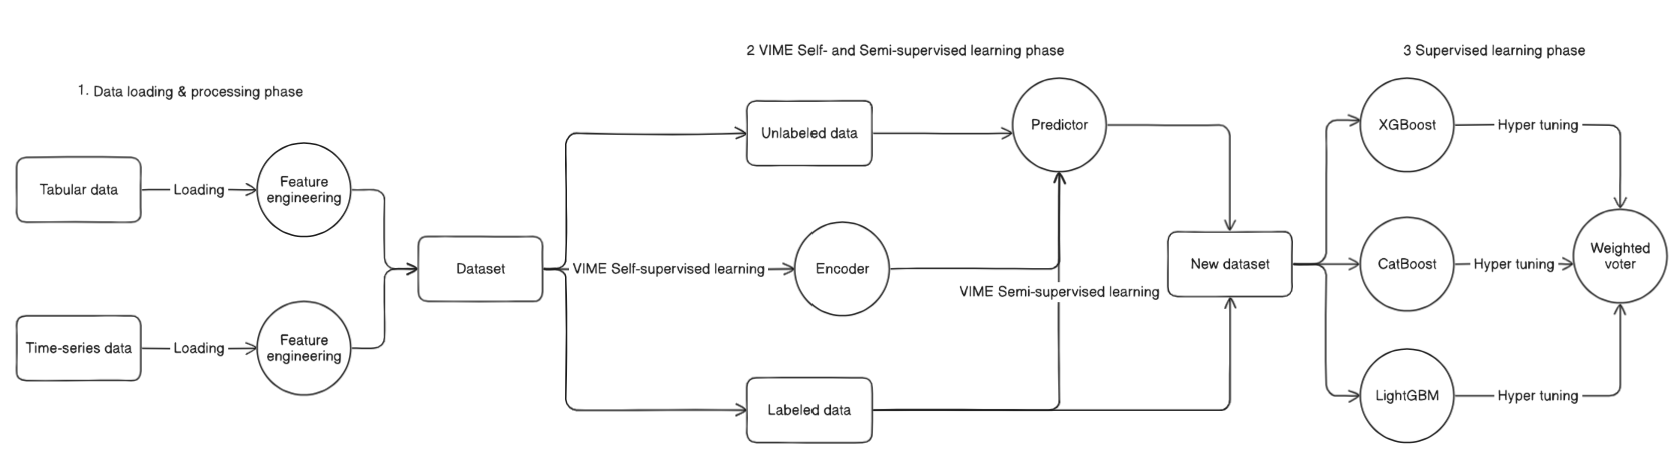 1. Data loading & processing phase
2 VIME Self- and Semi-supervised learning phase
3 Supervised learning phase
Tabular data
Loading
Feature
engineering
Time-series data
Loading
Feature
engineering
Dataset
Unlabeled data
VIME Self-supervised learning
Encoder
Labeled data
Predictor
VIME Semi-supervised learning
New dataset
XGBoost
Hyper tuning
CatBoost
Hyper tuning
LightGBM
Hyper tuning
Weighted
voter